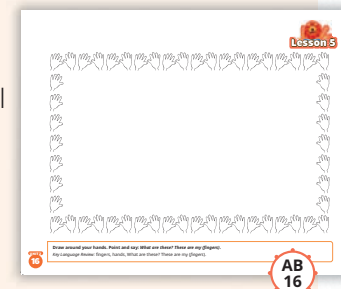 Lesson 5
Draw around your hands. Point and say: What are these? These are my (fingers).
Key Language Review: fingers, hands, What are these? These are my (fingers).
16
AB
16